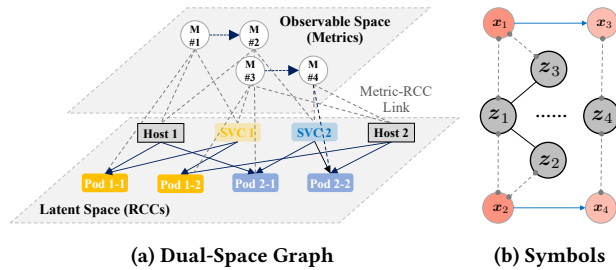 Observable Space
(Metrics)
M
#1
M
#2
M
#3
M
#4
Metric-RCC
Link
Host 1
SVC 1
SVC 2
Host 2
Pod 1-1
Pod 1-2
Pod 2-1
Pod 2-2
Latent Space (RCCs)
(a) Dual-Space Graph
x₁
x₃
z₃
z₁
......
z₄
z₂
x₂
x₄
(b) Symbols